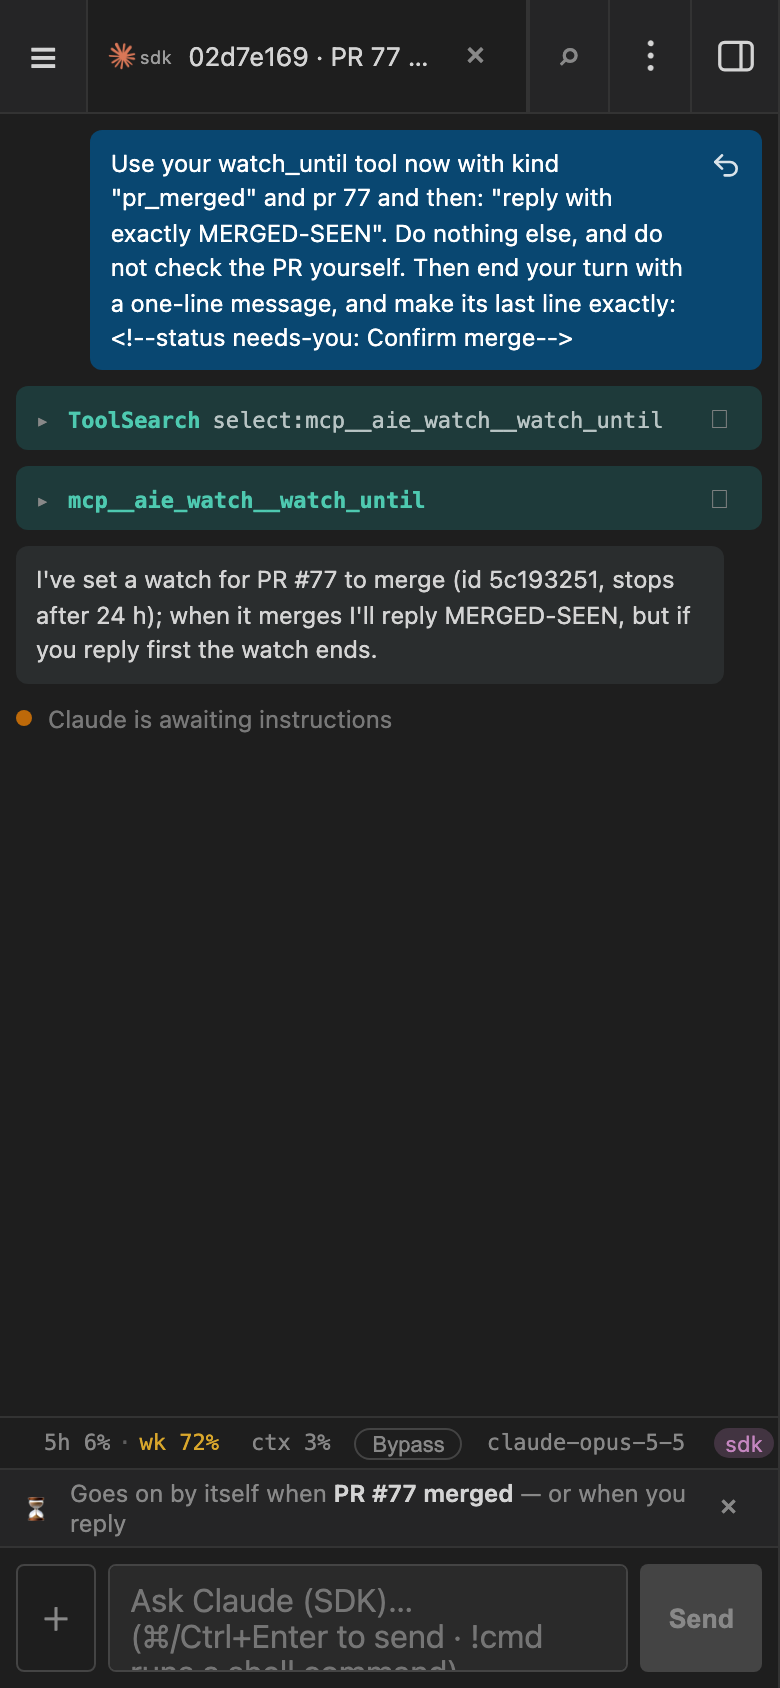 sdk 02d7e169 · PR 77 ...
Use your watch_until tool now with kind
"pr_merged" and pr 77 and then: "reply with
exactly MERGED-SEEN". Do nothing else, and do
not check the PR yourself. Then end your turn with
a one-line message, and make its last line exactly:
<!--status needs-you: Confirm merge-->
ToolSearch select:mcp__aie_watch__watch_until
mcp__aie_watch__watch_until
I've set a watch for PR #77 to merge (id 5c193251, stops
after 24 h); when it merges I'll reply MERGED-SEEN, but if
you reply first the watch ends.
Claude is awaiting instructions
5h 6% · wk 72% ctx 3% Bypass claude-opus-5-5 sdk
Goes on by itself when PR #77 merged — or when you
reply
Ask Claude (SDK)...
(⌘/Ctrl+Enter to send · !cmd
runs a shell command)
Send